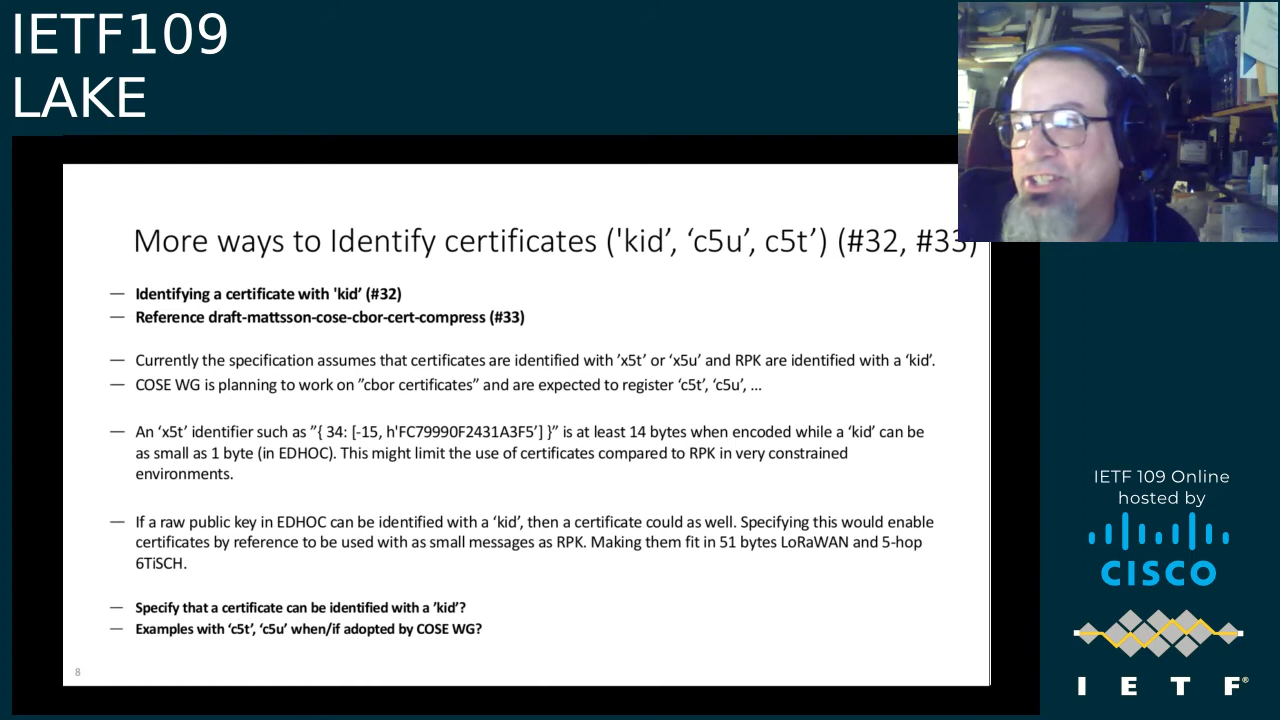 IETF109
LAKE
More ways to Identify certificates ('kid’, ‘c5u’, c5t’) (#32, #33)
— Identifying a certificate with 'kid’ (#32)
— Reference draft-mattsson-cose-cbor-cert-compress (#33)
— Currently the specification assumes that certificates are identified with ’x5t’ or ‘x5u’ and RPK are identified with a ‘kid’.
— COSE WG is planning to work on ”cbor certificates” and are expected to register ‘c5t’, ‘c5u’, ...
— An ‘x5t’ identifier such as ”{ 34: [-15, h'FC79990F2431A3F5’] }” is at least 14 bytes when encoded while a ‘kid’ can be
as small as 1 byte (in EDHOC). This might limit the use of certificates compared to RPK in very constrained
environments.
— If a raw public key in EDHOC can be identified with a ‘kid’, then a certificate could as well. Specifying this would enable
certificates by reference to be used with as small messages as RPK. Making them fit in 51 bytes LoRaWAN and 5-hop
6TiSCH.
— Specify that a certificate can be identified with a ’kid’?
— Examples with ‘c5t’, ‘c5u’ when/if adopted by COSE WG?
8
IETF 109 Online
hosted by
CISCO
I E T F®